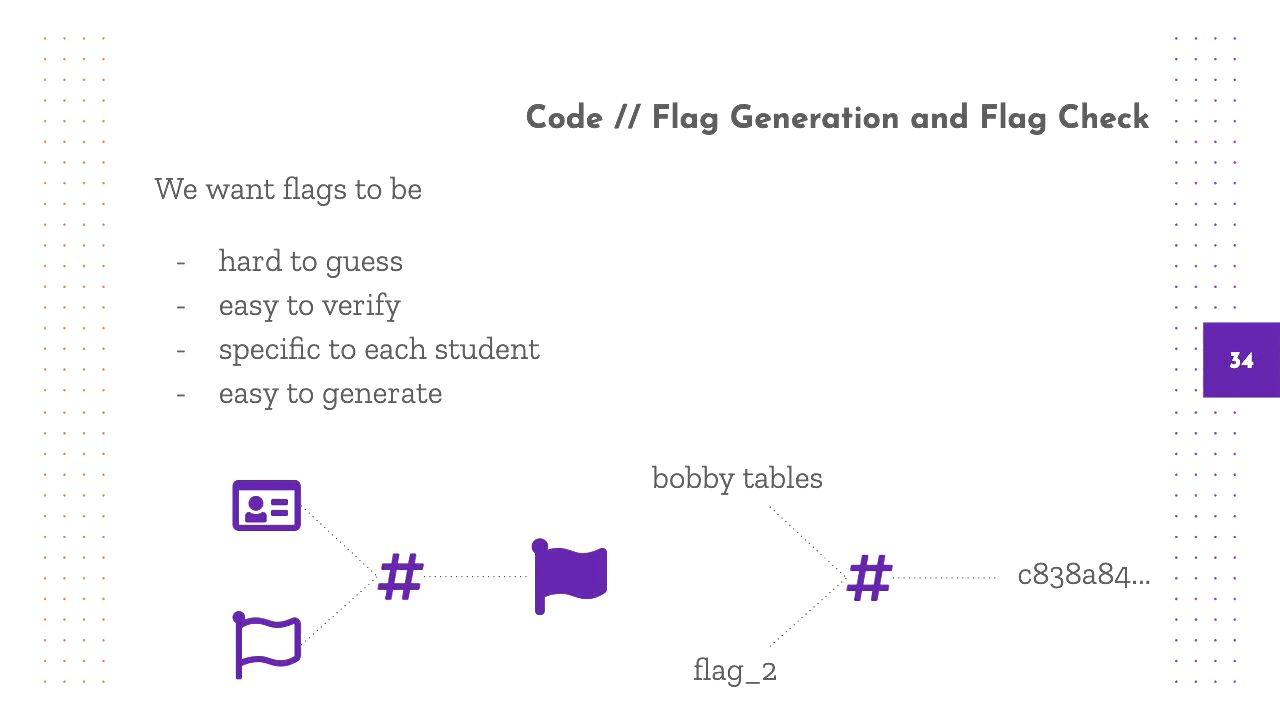 Code // Flag Generation and Flag Check
We want flags to be
- hard to guess
- easy to verify
- specific to each student
- easy to generate
34
bobby tables
#
#
c838a84...
flag_2